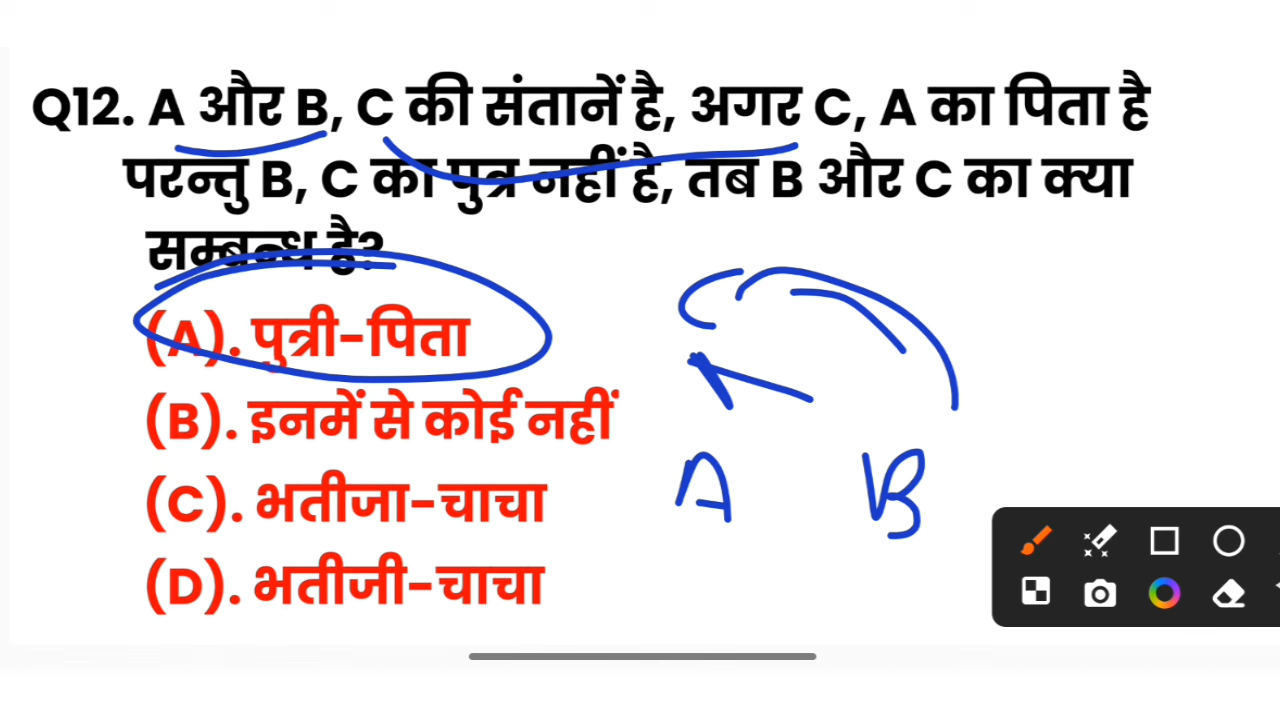 Q12. A और B, C की संतानें है, अगर C, A का पिता है
परन्तु B, C का पुत्र नहीं है, तब B और C का क्या
सम्बन्ध है?
(A). पुत्री-पिता
(B). इनमें से कोई नहीं
(C). भतीजा-चाचा
(D). भतीजी-चाचा
C
A B